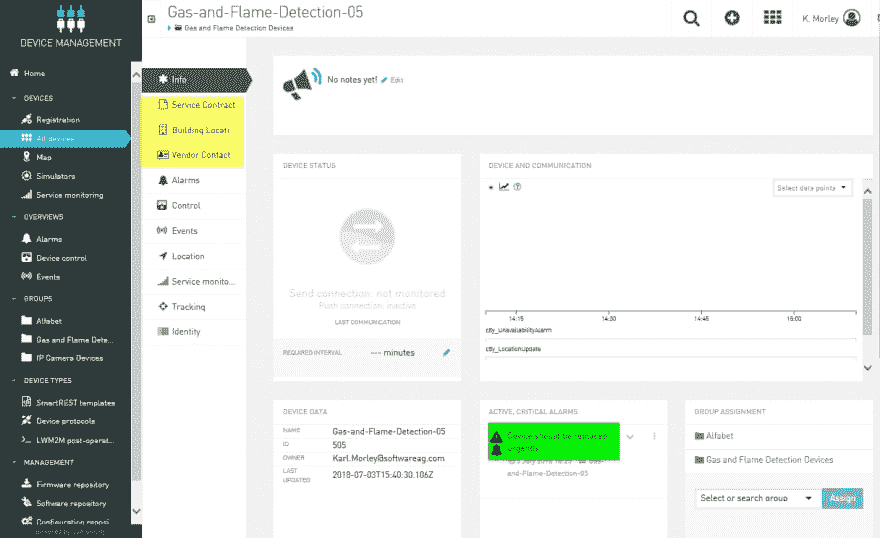 DEVICE MANAGEMENT
Home
DEVICES
Registration
All devices
Map
Simulators
Service monitoring
OVERVIEWS
Alarms
Device control
Events
GROUPS
Alfabet
Gas and Flame Dete...
IP Camera Devices
DEVICE TYPES
SmartREST templates
Device protocols
LWM2M post-operat...
MANAGEMENT
Firmware repository
Software repository
Configuration reposi
Gas-and-Flame-Detection-05
Gas and Flame Detection Devices
K. Morley
Info
Service Contract
Building Locati
Vendor Contact
Alarms
Control
Events
Location
Service monito...
Tracking
Identity
No notes yet! Edit
DEVICE STATUS
Send connection: not monitored
Push connection: inactive
LAST COMMUNICATION
REQUIRED INTERVAL --- minutes
DEVICE AND COMMUNICATION
Select data points
14:15 14:30 14:45 15:00
c8y_UnavailabilityAlarm
c8y_LocationUpdate
DEVICE DATA
NAME Gas-and-Flame-Detection-05
ID 505
OWNER Karl.Morley@softwareag.com
LAST UPDATED 2018-07-03T15:40:30.186Z
ACTIVE, CRITICAL ALARMS
Device should be replaced
urgently
July 2018
Gas-
and-Flame-Detection-05
GROUP ASSIGNMENT
Alfabet
Gas and Flame Detection Devices
Select or search group
Assign